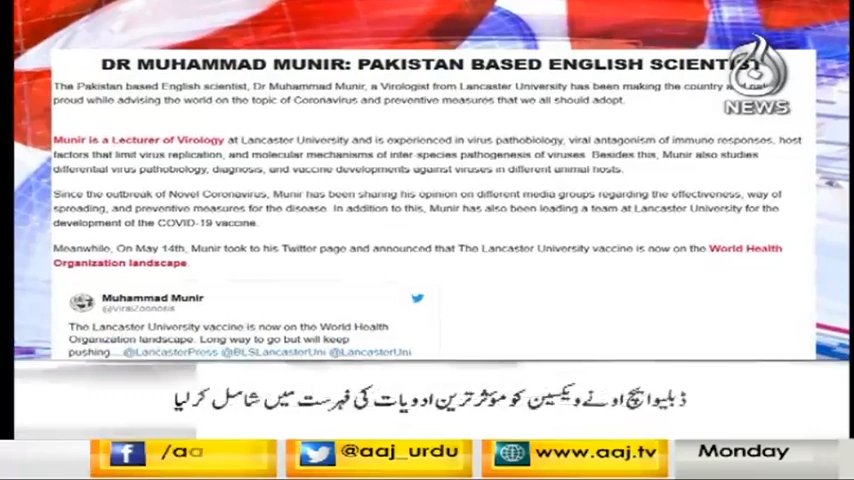 DR MUHAMMAD MUNIR: PAKISTAN BASED ENGLISH SCIENTIST
NEWS
The Pakistan based English scientist, Dr Muhammad Munir, a Virologist from Lancaster University has been making the country
proud while advising the world on the topic of Coronavirus and preventive measures that we all should adopt.
Munir is a Lecturer of Virology at Lancaster University and is experienced in virus pathobiology, viral antagonism of immune responses, host
factors that limit virus replication, and molecular mechanisms of inter-species pathogenesis of viruses. Besides this, Munir also studies
differential virus pathobiology, diagnosis, and vaccine developments against viruses in different animal hosts.
Since the outbreak of Novel Coronavirus, Munir has been sharing his opinion on different media groups regarding the effectiveness, way of
spreading, and preventive measures for the disease. In addition to this, Munir has also been leading a team at Lancaster University for the
development of the COVID-19 vaccine.
Meanwhile, On May 14th, Munir took to his Twitter page and announced that The Lancaster University vaccine is now on the World Health
Organization landscape.
Muhammad Munir
@ViralZoonosis
The Lancaster University vaccine is now on the World Health
Organization landscape. Long way to go but will keep
pushing....@LancasterPress @BLSLancasterUni @LancasterUni
ڈبلیو ایچ او نے ویکسین کو مؤثر ترین ادویات کی فہرست میں شامل کر لیا
/aa
@aaj_urdu
www.aaj.tv
Monday